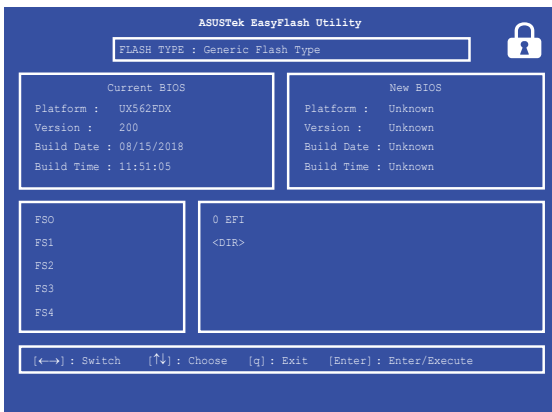 ASUSTek EasyFlash Utility
FLASH TYPE : Generic Flash Type
Current BIOS
Platform : UX562FDX
Version : 200
Build Date : 08/15/2018
Build Time : 11:51:05
New BIOS
Platform : Unknown
Version : Unknown
Build Date : Unknown
Build Time : Unknown
FS0
FS1
FS2
FS3
FS4
0 EFI
<DIR>
[←→] : Switch [↑↓] : Choose [q] : Exit [Enter] : Enter/Execute